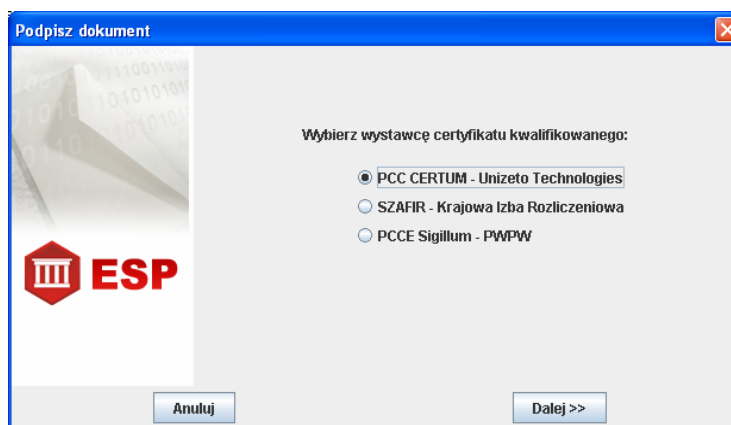 Podpisz dokument
Wybierz wystawcę certyfikatu kwalifikowanego:
PCC CERTUM - Unizeto Technologies
SZAFIR - Krajowa Izba Rozliczeniowa
PCCE Sigillum - PWPW
ESP
Anuluj
Dalej >>